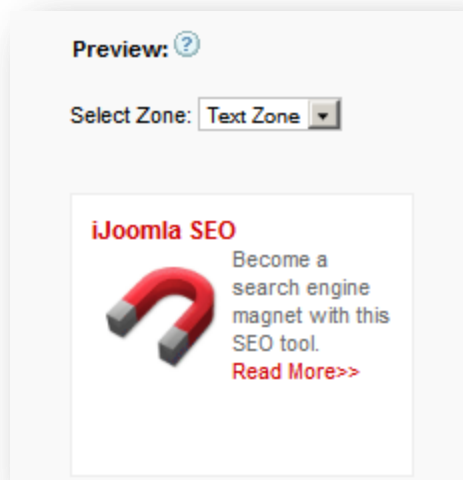 Preview: ?
Select Zone: Text Zone
iJoomla SEO
Become a
search engine
magnet with this
SEO tool.
Read More>>